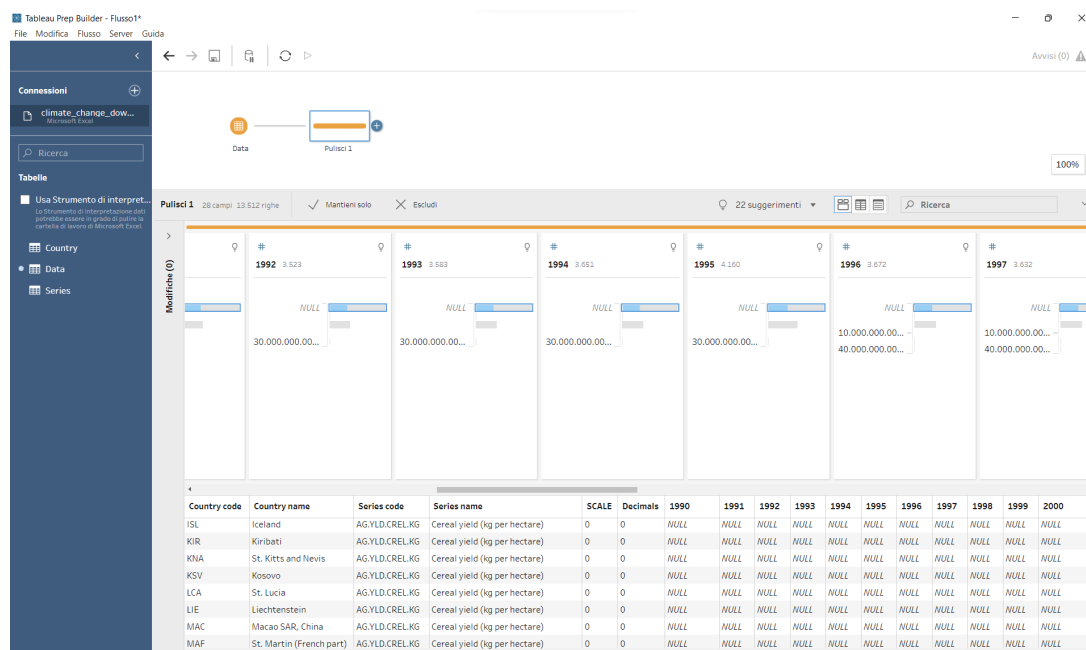 Tableau Prep Builder - Flusso1*
File Modifica Flusso Server Guida
Avvisi (0)
Connessioni
climate_change_dow...
Microsoft Excel
Ricerca
Tabelle
Usa Strumento di interpret...
Lo Strumento di interpretazione dati
potrebbe essere in grado di pulire la
cartella di lavoro di Microsoft Excel.
Country
Data
Series
Data
Pulisci 1
100%
Pulisci 1 28 campi 13.512 righe Mantieni solo Escludi 22 suggerimenti Ricerca
Modifiche (0)
# # # # # #
1992 3.523 1993 3.583 1994 3.651 1995 4.160 1996 3.672 1997 3.632
NULL NULL NULL NULL NULL NULL
10.000.000.00... 10.000.000.00...
30.000.000.00... 30.000.000.00... 30.000.000.00... 30.000.000.00...
40.000.000.00... 40.000.000.00...
Country code Country name Series code Series name SCALE Decimals 1990 1991 1992 1993 1994 1995 1996 1997 1998 1999 2000
ISL Iceland AG.YLD.CREL.KG Cereal yield (kg per hectare) 0 0 NULL NULL NULL NULL NULL NULL NULL NULL NULL NULL NULL
KIR Kiribati AG.YLD.CREL.KG Cereal yield (kg per hectare) 0 0 NULL NULL NULL NULL NULL NULL NULL NULL NULL NULL NULL
KNA St. Kitts and Nevis AG.YLD.CREL.KG Cereal yield (kg per hectare) 0 0 NULL NULL NULL NULL NULL NULL NULL NULL NULL NULL NULL
KSV Kosovo AG.YLD.CREL.KG Cereal yield (kg per hectare) 0 0 NULL NULL NULL NULL NULL NULL NULL NULL NULL NULL NULL
LCA St. Lucia AG.YLD.CREL.KG Cereal yield (kg per hectare) 0 0 NULL NULL NULL NULL NULL NULL NULL NULL NULL NULL NULL
LIE Liechtenstein AG.YLD.CREL.KG Cereal yield (kg per hectare) 0 0 NULL NULL NULL NULL NULL NULL NULL NULL NULL NULL NULL
MAC Macao SAR, China AG.YLD.CREL.KG Cereal yield (kg per hectare) 0 0 NULL NULL NULL NULL NULL NULL NULL NULL NULL NULL NULL
MAF St. Martin (French part) AG.YLD.CREL.KG Cereal yield (kg per hectare) 0 0 NULL NULL NULL NULL NULL NULL NULL NULL NULL NULL NULL